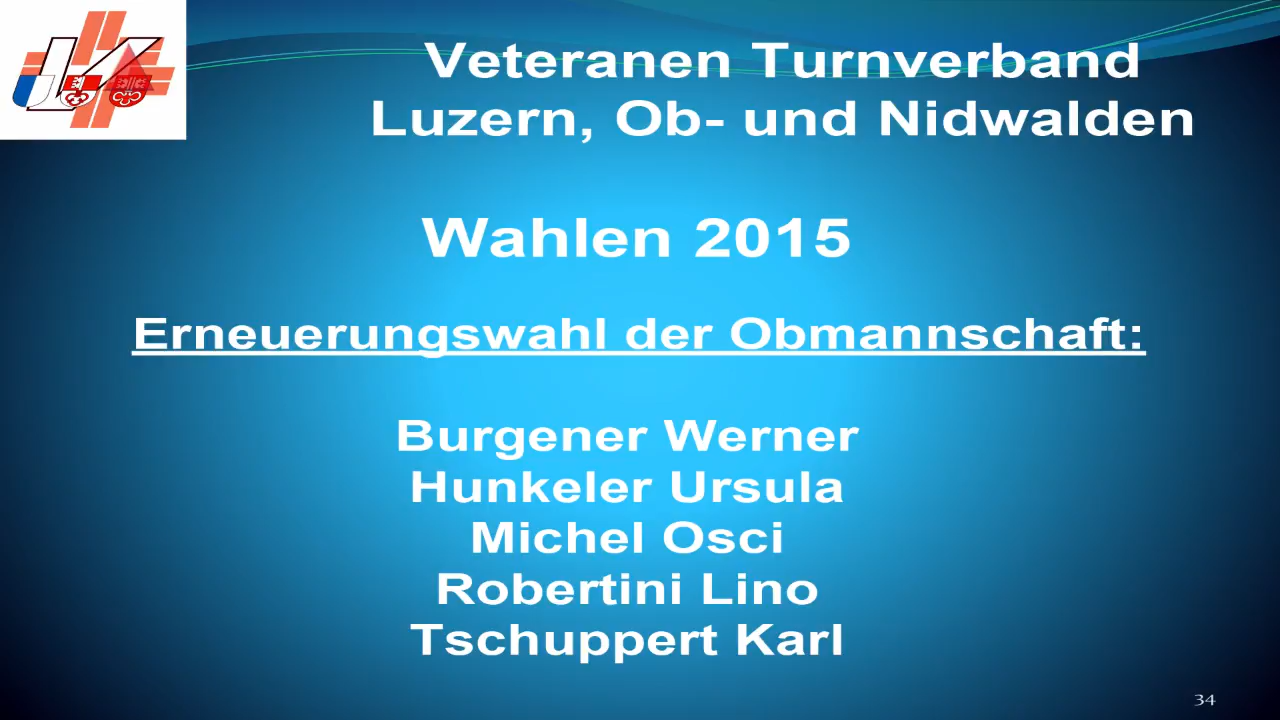 Veteranen Turnverband
Luzern, Ob- und Nidwalden
Wahlen 2015
Erneuerungswahl der Obmannschaft:
Burgener Werner
Hunkeler Ursula
Michel Osci
Robertini Lino
Tschuppert Karl
34